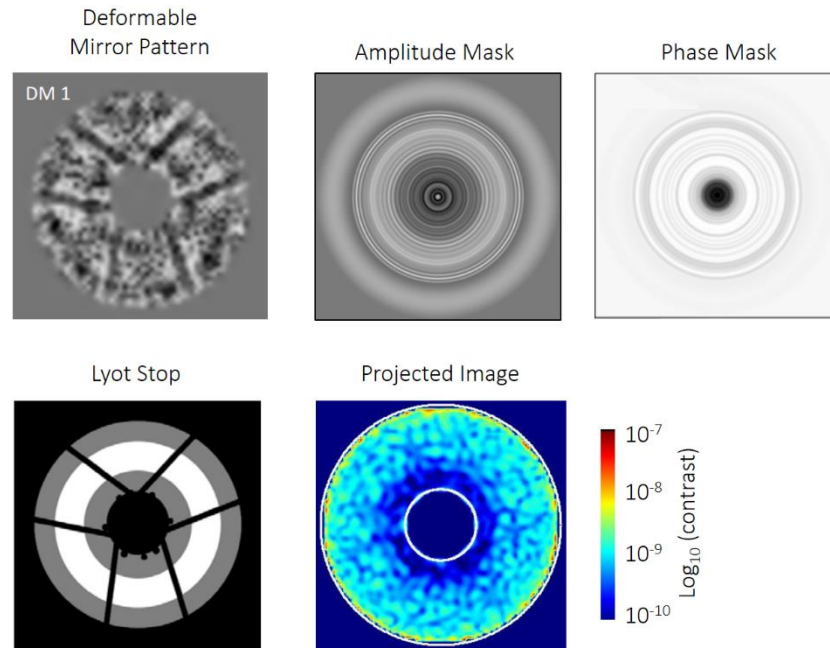 Deformable
Mirror Pattern
Amplitude Mask
Phase Mask
DM 1
Lyot Stop
Projected Image
10⁻⁷
10⁻⁸
10⁻⁹
10⁻¹⁰
Log₁₀ (contrast)